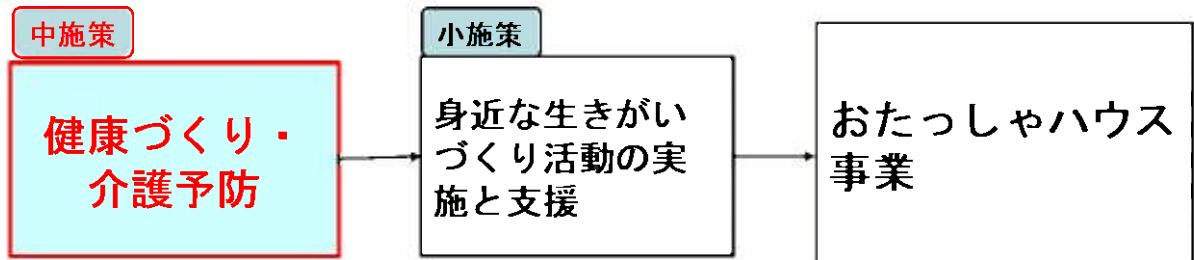 中施策
健康づくり・
介護予防
小施策
身近な生きがい
づくり活動の実
施と支援
おたっしゃハウス
事業